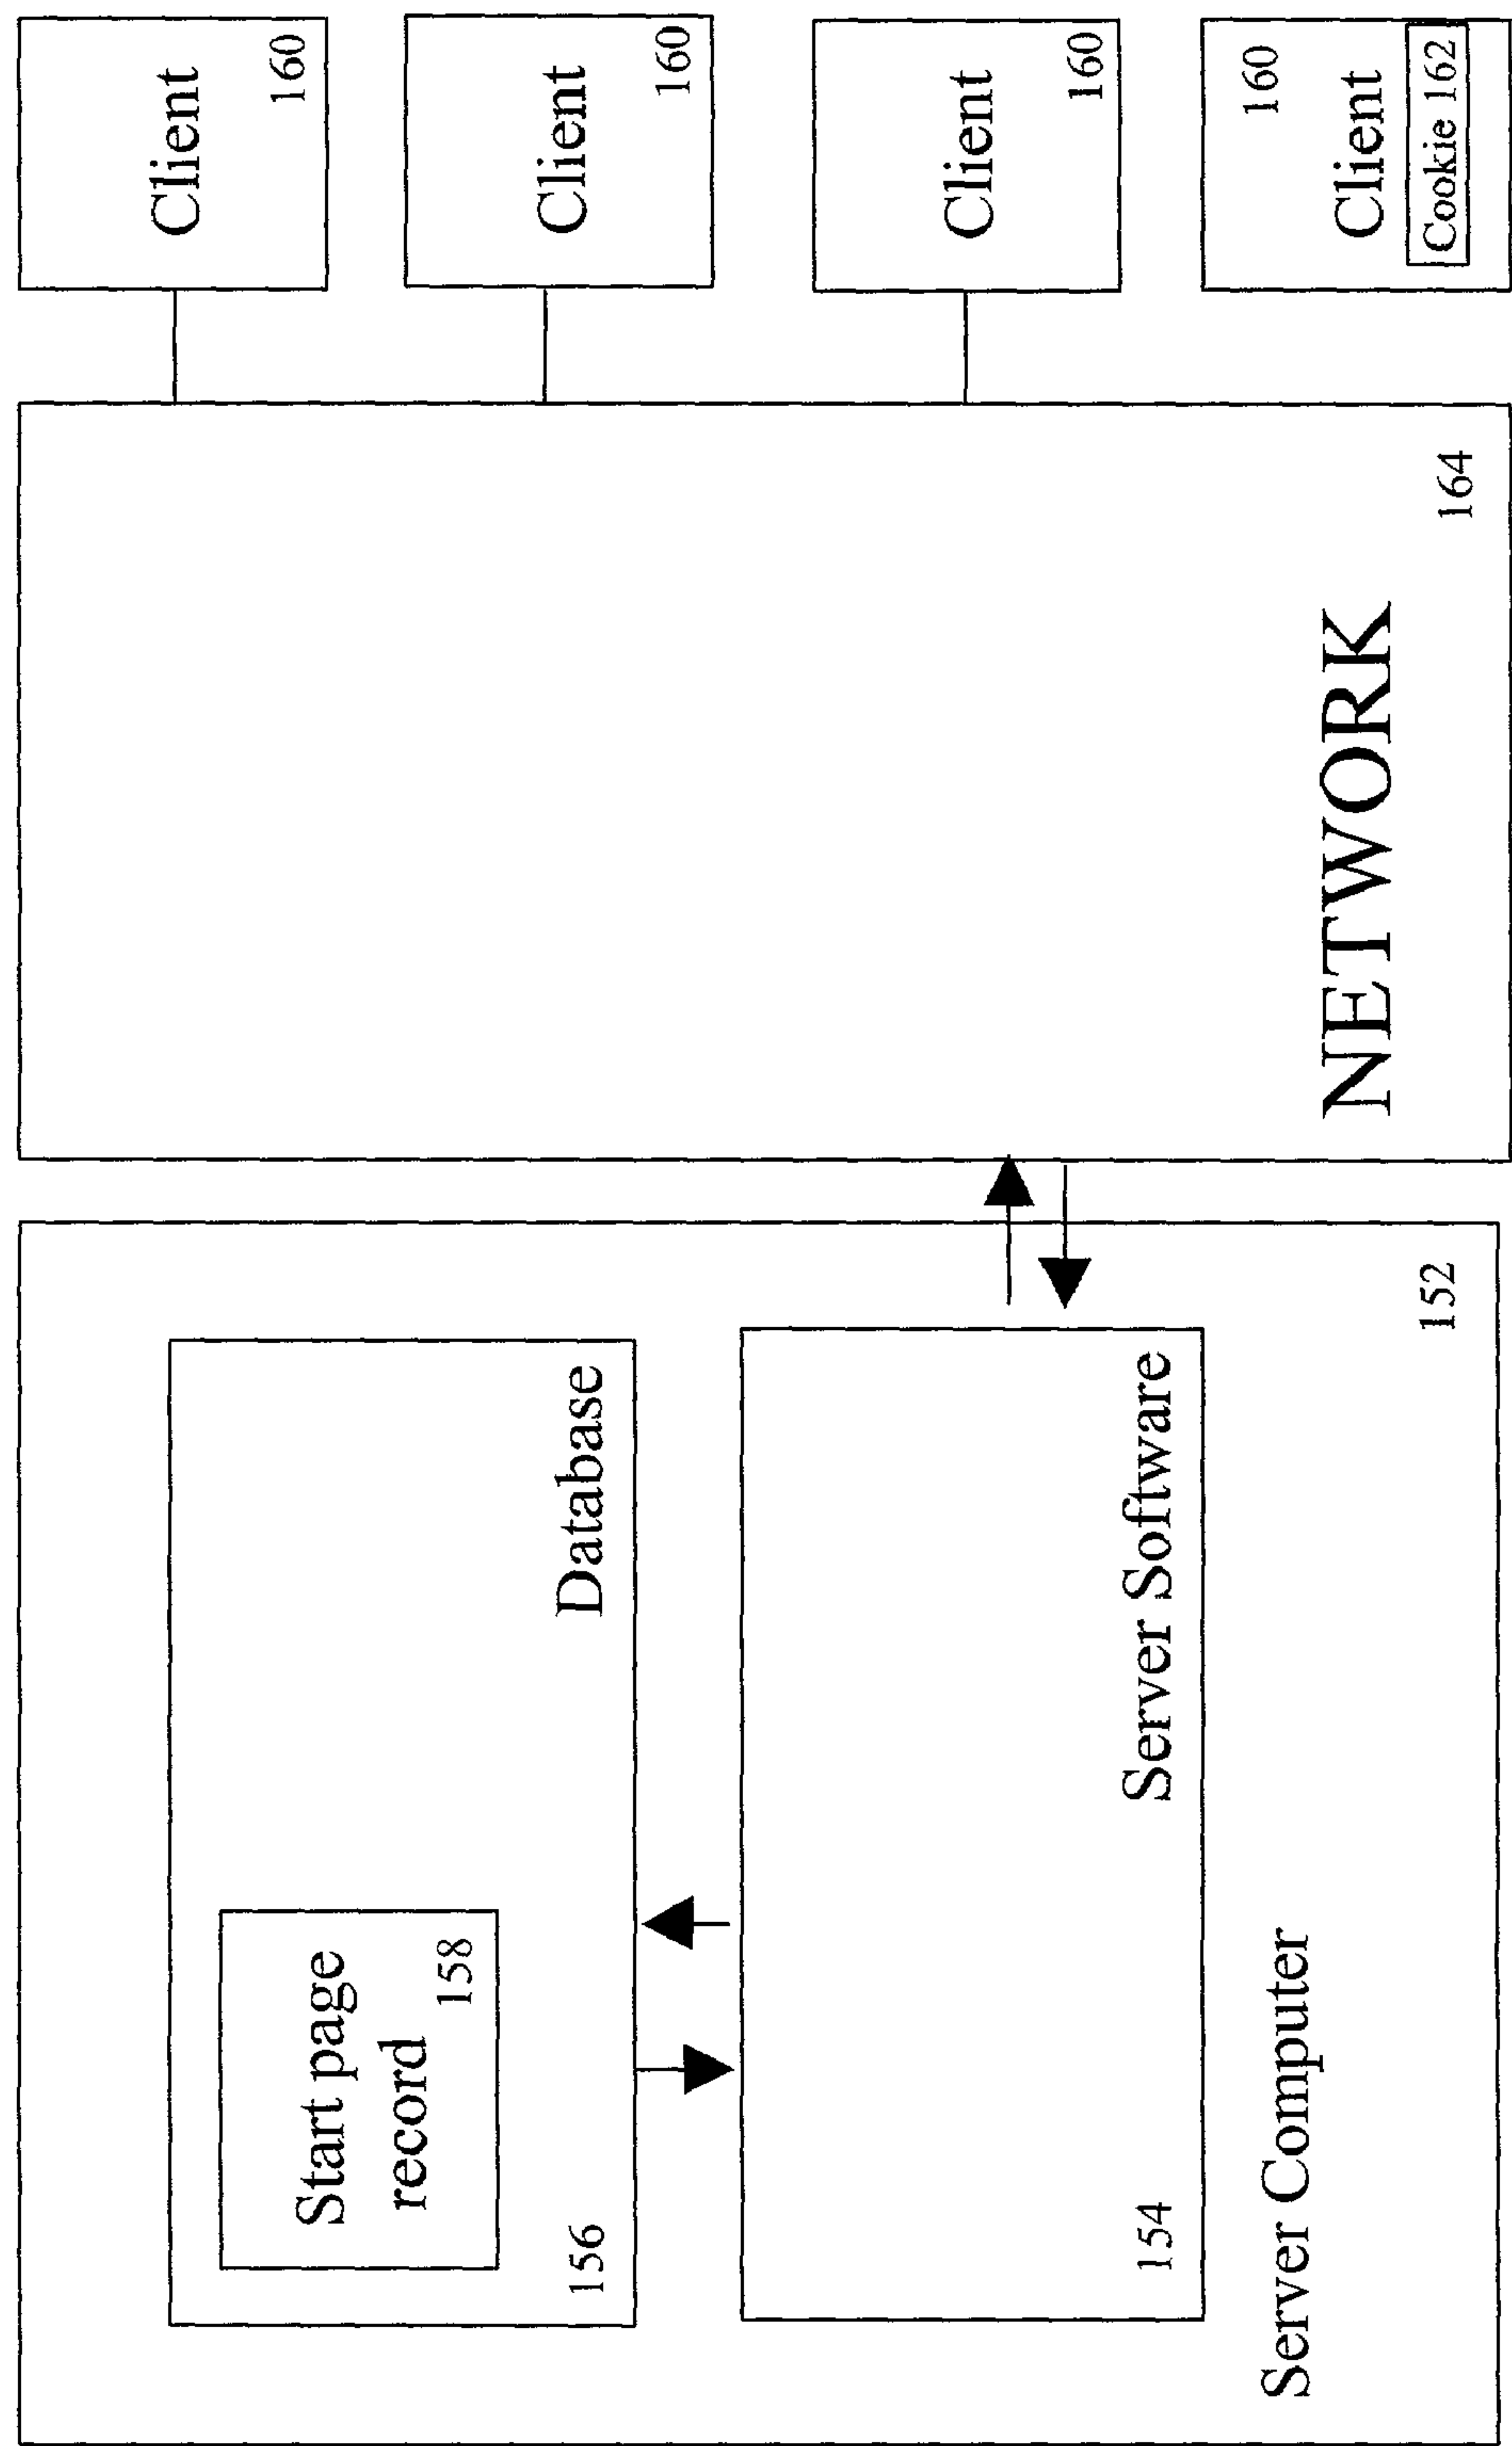 Start page
record
158
156
Database
154
Server Software
Server Computer
152
NETWORK
164
Client
160
Client
160
Client
160
160
Client
Cookie 162